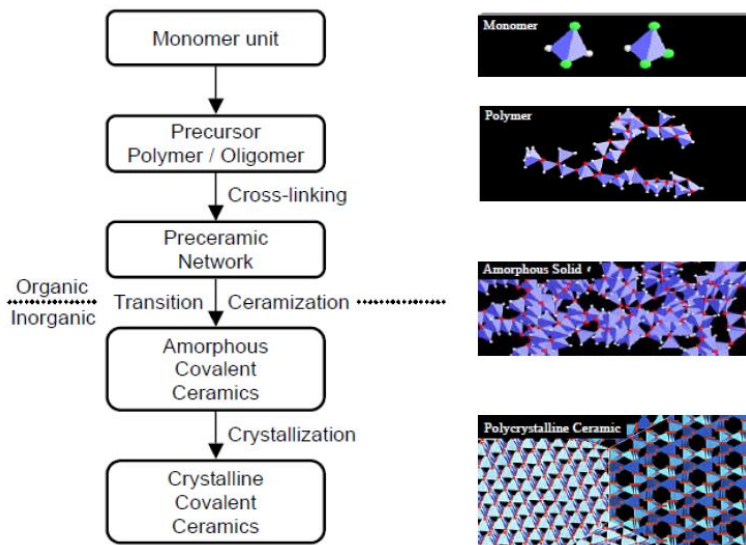 Monomer unit
Precursor
Polymer / Oligomer
Cross-linking
Preceramic
Network
Organic
Inorganic
Transition
Ceramization
Amorphous
Covalent
Ceramics
Crystallization
Crystalline
Covalent
Ceramics
Monomer
Polymer
Amorphous Solid
Polycrystalline Ceramic